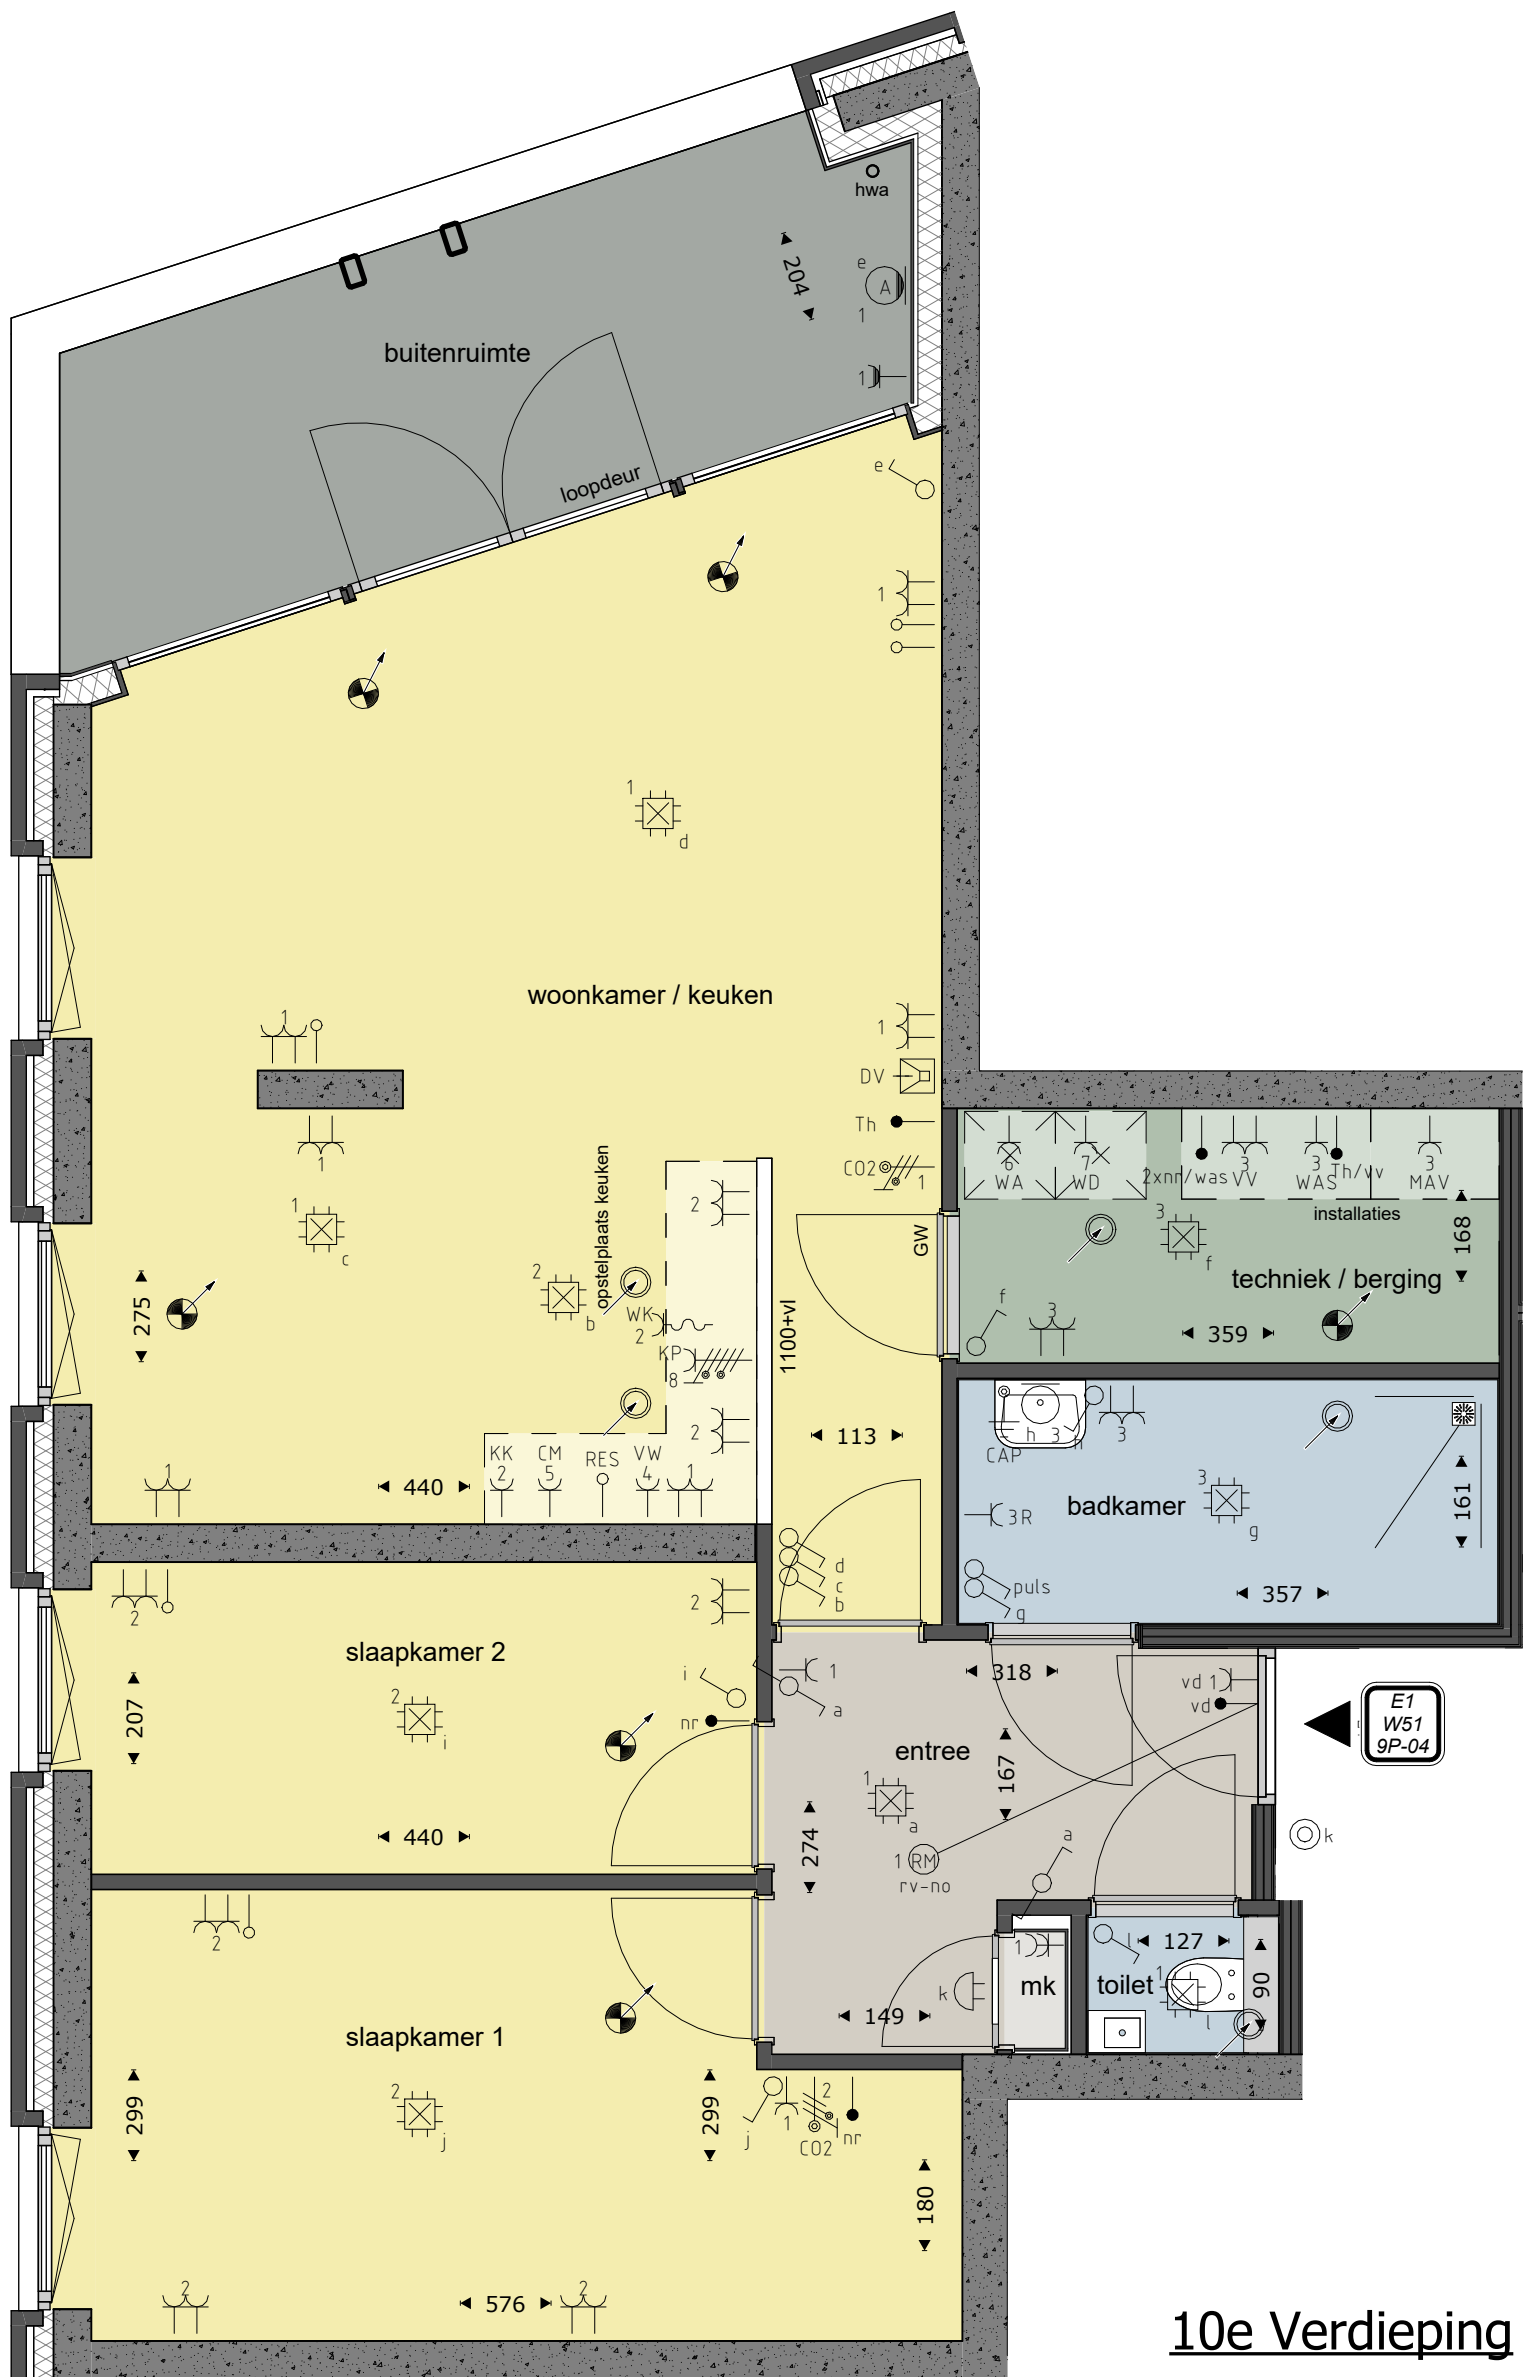 hwa
204
e
A
1
buitenruimte
1
loopdeur
e
1
1
d
woonkamer / keuken
1
1
DV
Th
CO2
1
1
1
c
opstelplaats keuken
2
2
b
WK
2
KP
8
2
275
1100+vl
GW
6
WA
7
WD
2xnr/was
3
VV
3
WAS
Th/vv
3
MAV
installaties
168
3
f
techniek / berging
f
3
359
113
1
440
KK
2
CM
5
RES
VW
4
1
CAP
h
3
h
3
badkamer
3
g
161
3R
puls
g
357
d
c
b
2
2
slaapkamer 2
i
nr
2
i
207
440
1
a
318
vd 1
vd
E1
W51
9P-04
entree
167
1
a
274
1
RM
rv-no
a
k
2
slaapkamer 1
k
149
1
mk
l
127
toilet
1
l
90
299
2
j
299
j
1
2
CO2
nr
180
2
576
2
10e Verdieping